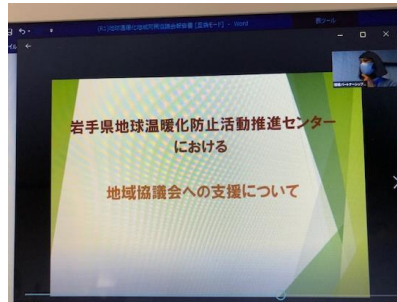 岩手県地球温暖化防止活動推進センター
における
地域協議会への支援について